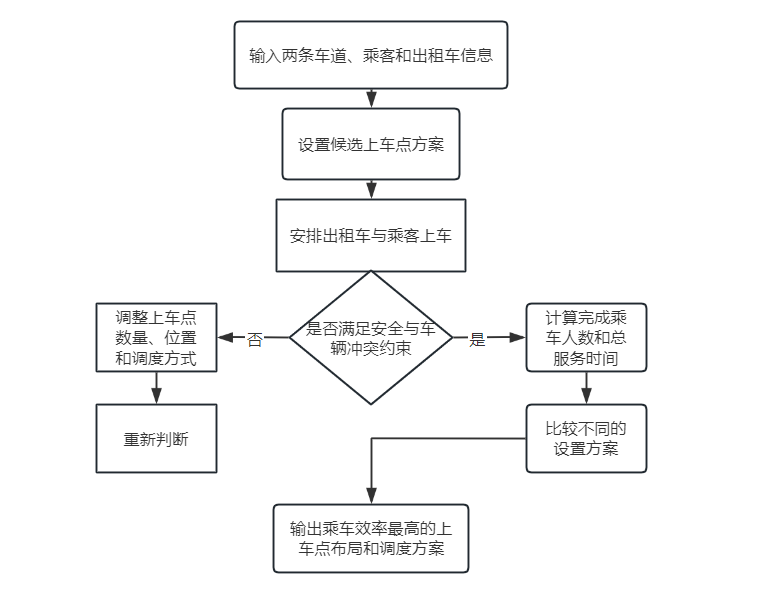 输入两条车道、乘客和出租车信息
设置候选上车点方案
安排出租车与乘客上车
是否满足安全与车
辆冲突约束
否
是
调整上车点
数量、位置
和调度方式
计算完成乘
车人数和总
服务时间
重新判断
比较不同的
设置方案
输出乘车效率最高的上
车点布局和调度方案